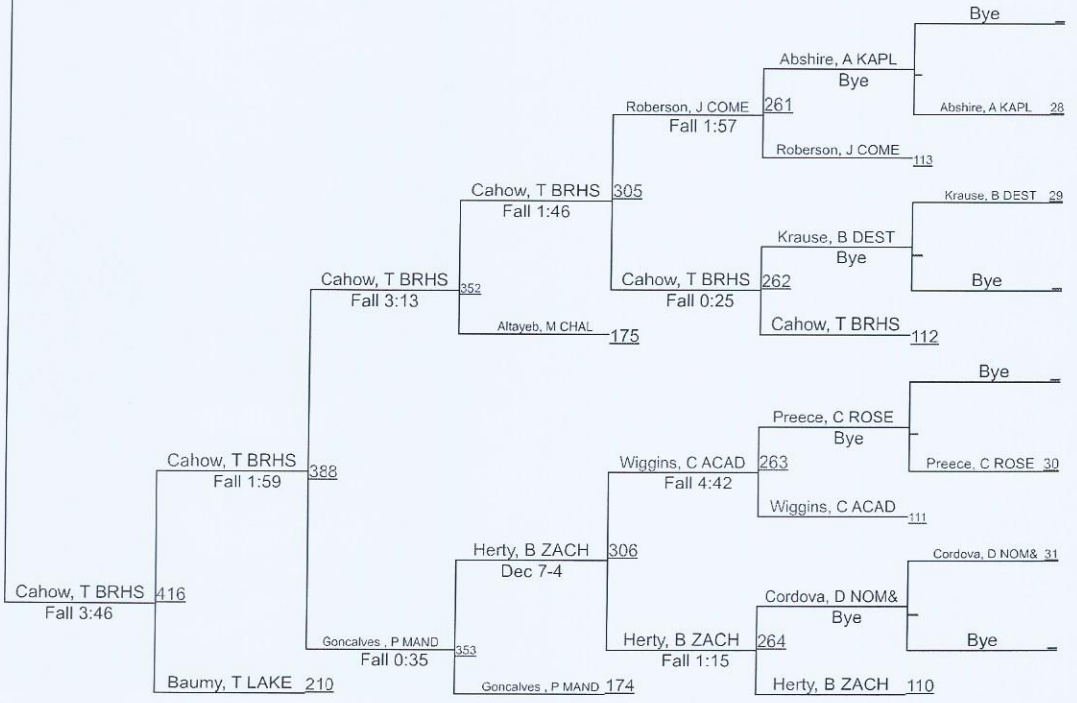 Bye
Abshire, A KAPL
Bye
Roberson, J COME 261
Abshire, A KAPL 28
Fall 1:57
Roberson, J COME 113
Cahow, T BRHS 305
Krause, B DEST 29
Fall 1:46
Krause, B DEST
Bye
Cahow, T BRHS 352
Cahow, T BRHS 262
Bye
Fall 3:13
Fall 0:25
Altayeb, M CHAL 175
Cahow, T BRHS 112
Bye
Preece, C ROSE
Bye
Cahow, T BRHS 388
Wiggins, C ACAD 263
Preece, C ROSE 30
Fall 1:59
Fall 4:42
Wiggins, C ACAD 111
Herty, B ZACH 306
Cordova, D NOM& 31
Dec 7-4
Cahow, T BRHS 416
Cordova, D NOM&
Fall 3:46
Bye
Goncalves , P MAND 353
Herty, B ZACH 264
Bye
Fall 0:35
Fall 1:15
Baumy, T LAKE 210
Goncalves , P MAND 174
Herty, B ZACH 110